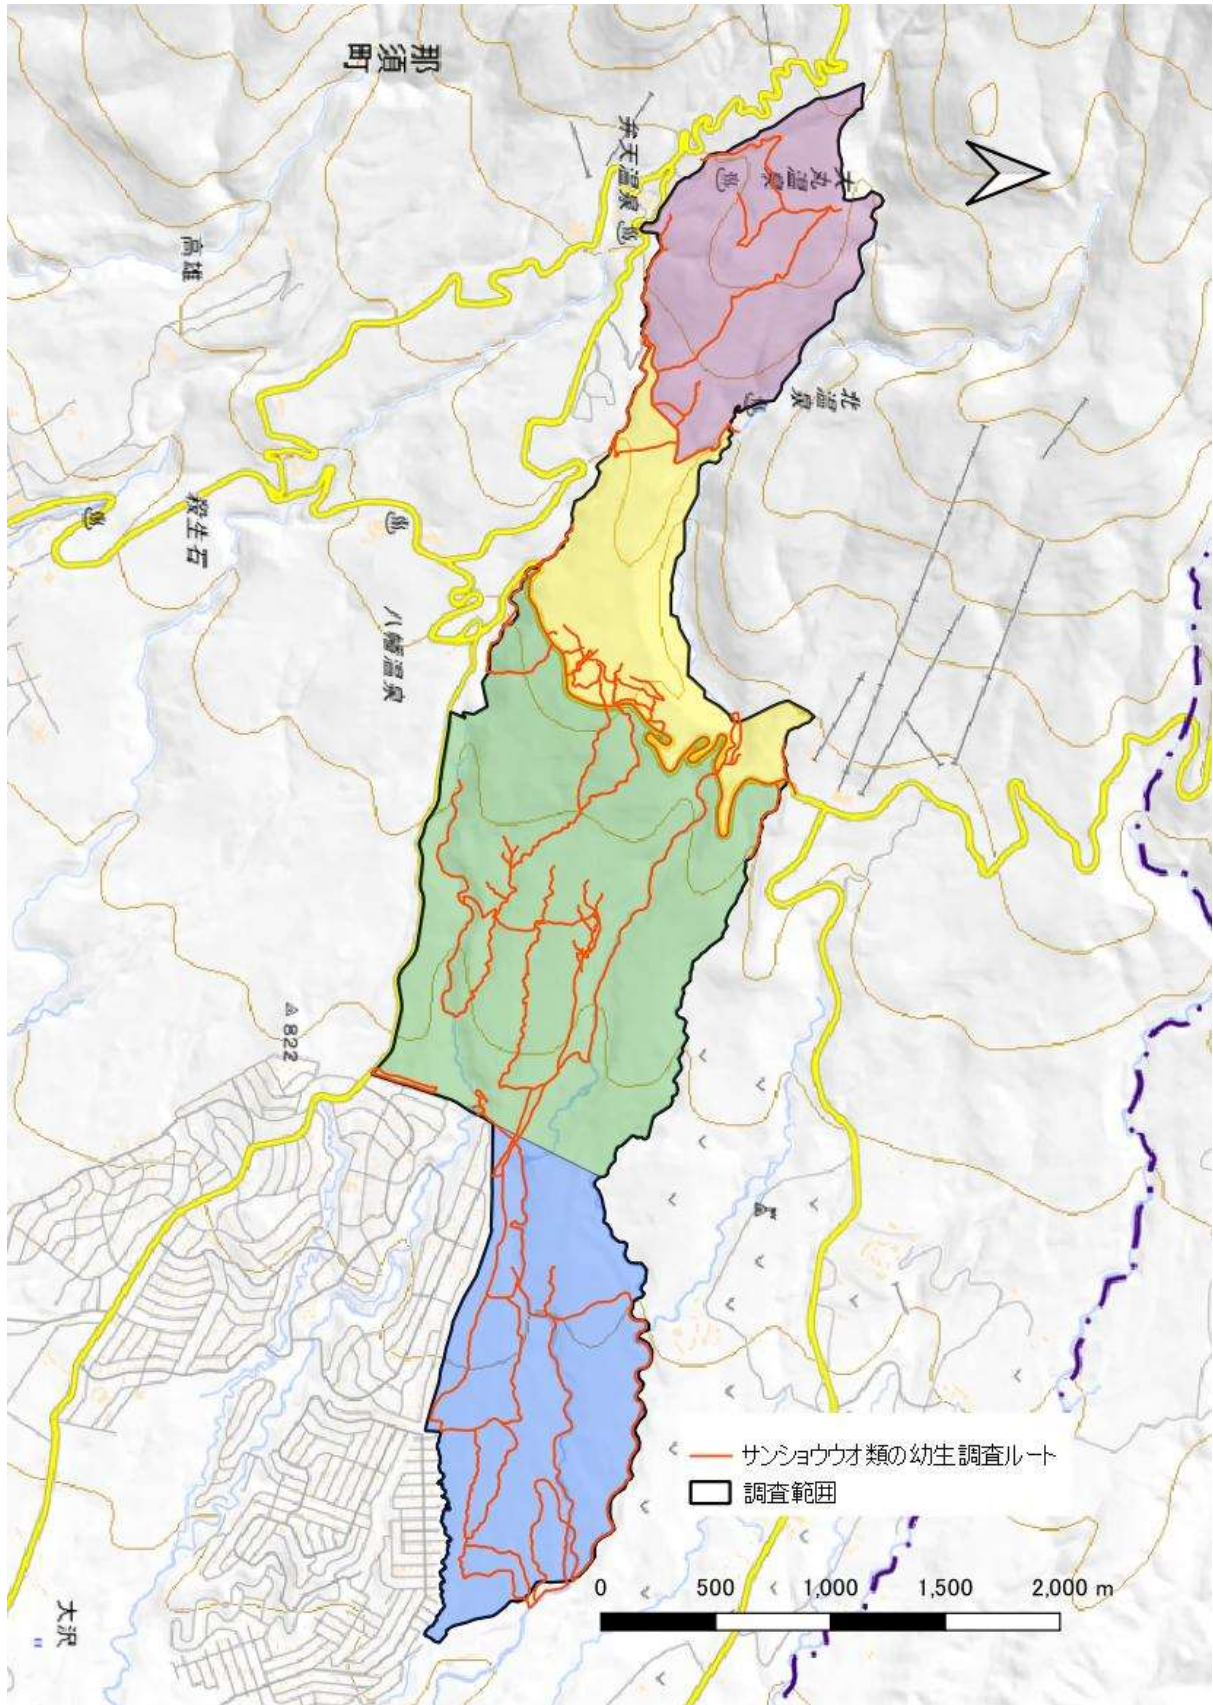 那須町
弁天温泉
大丸温泉
高雄
北温泉
殺生石
八幡温泉
822
サンショウウオ類の幼生調査ルート
調査範囲
0 500 1,000 1,500 2,000 m
大沢